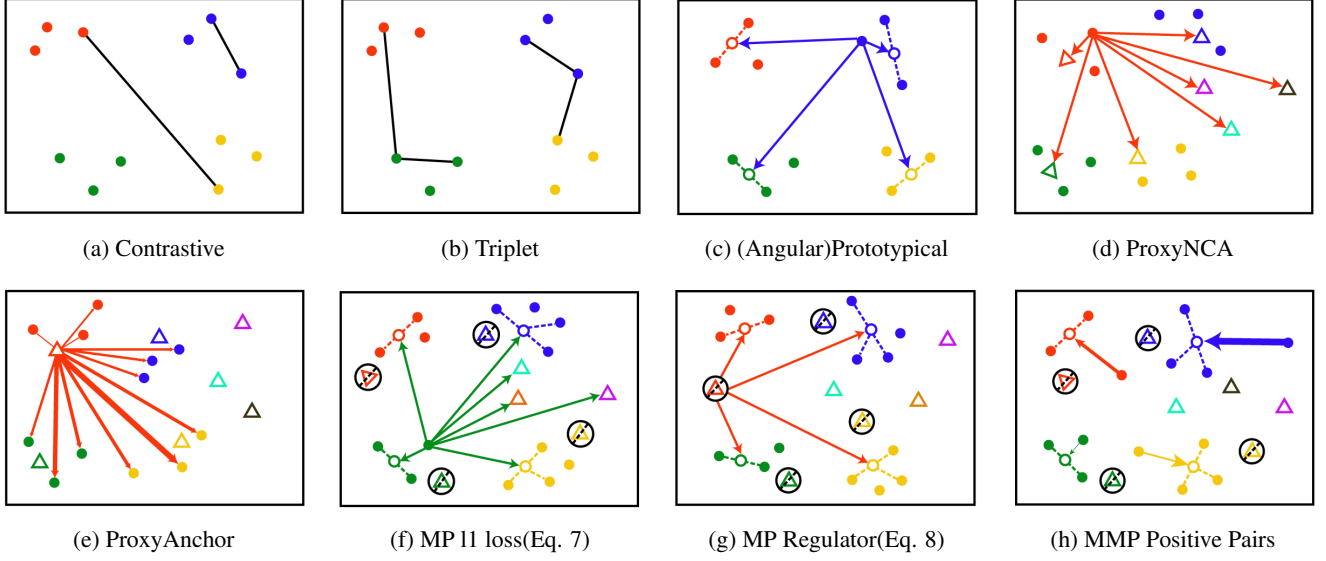 (a) Contrastive
(b) Triplet
(c) (Angular)Prototypical
(d) ProxyNCA
(e) ProxyAnchor
(f) MP l1 loss(Eq. 7)
(g) MP Regulator(Eq. 8)
(h) MMP Positive Pairs